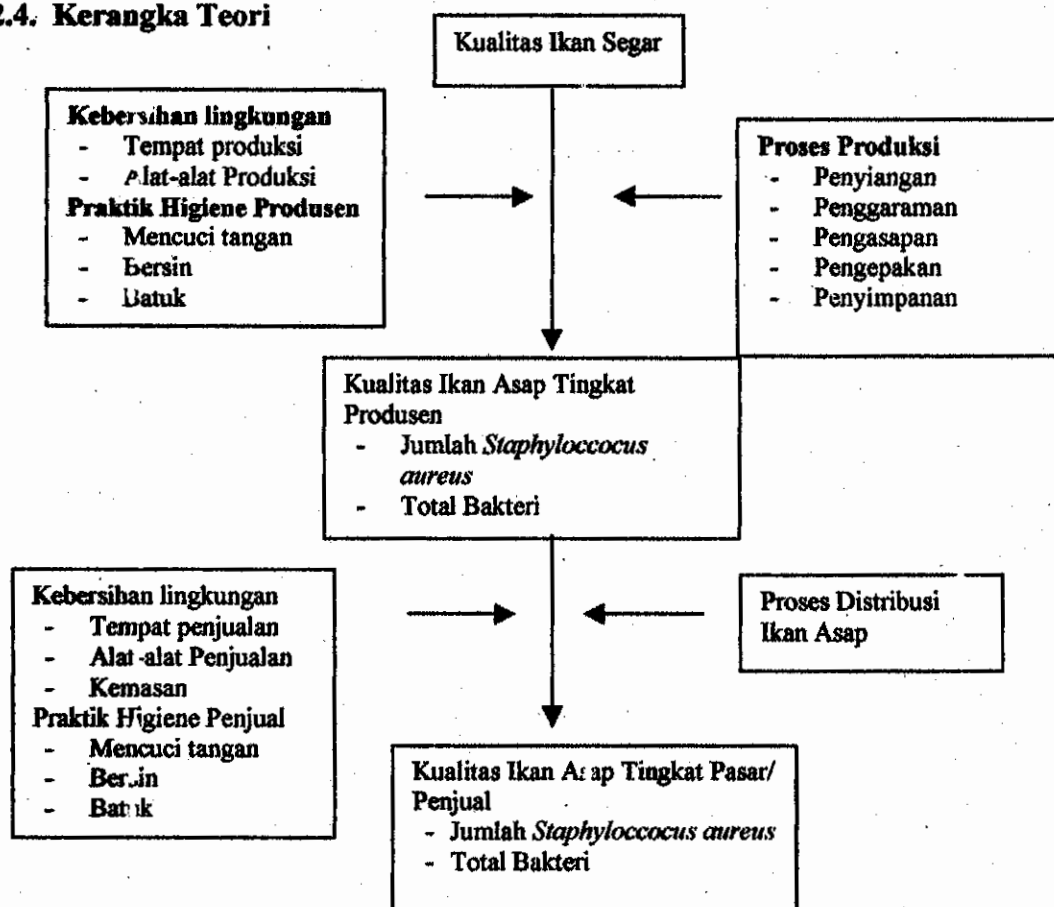 2.4. Kerangka Teori
Kualitas Ikan Segar
Kebersihan lingkungan
- Tempat produksi
- Alat-alat Produksi
Praktik Higiene Produsen
- Mencuci tangan
- Bersin
- Batuk
Proses Produksi
- Penyiangan
- Penggaraman
- Pengasapan
- Pengepakan
- Penyimpanan
Kualitas Ikan Asap Tingkat
Produsen
- Jumlah Staphyloccocus
aureus
- Total Bakteri
Kebersihan lingkungan
- Tempat penjualan
- Alat-alat Penjualan
- Kemasan
Praktik Higiene Penjual
- Mencuci tangan
- Bersin
- Batuk
Proses Distribusi
Ikan Asap
Kualitas Ikan Asap Tingkat Pasar/
Penjual
- Jumlah Staphyloccocus aureus
- Total Bakteri